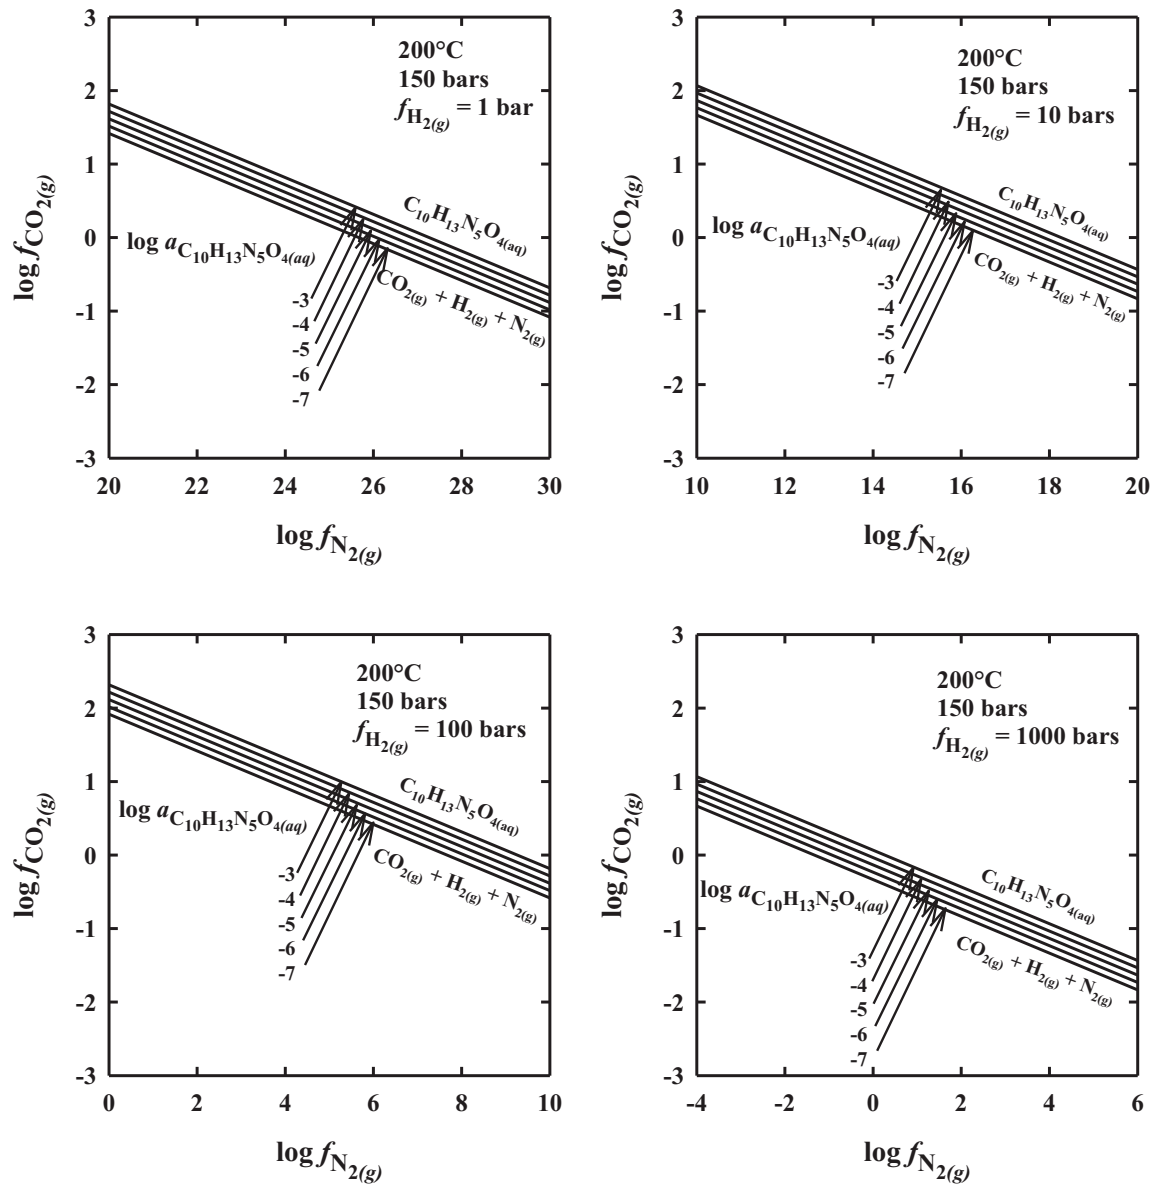 200°C
150 bars
fH2(g) = 1 bar
log fCO2(g)
3
2
1
0
-1
-2
-3
C10H13N5O4(aq)
log aC10H13N5O4(aq)
CO2(g) + H2(g) + N2(g)
-3
-4
-5
-6
-7
20 22 24 26 28 30
log fN2(g)
200°C
150 bars
fH2(g) = 10 bars
log fCO2(g)
3
2
1
0
-1
-2
-3
C10H13N5O4(aq)
log aC10H13N5O4(aq)
CO2(g) + H2(g) + N2(g)
-3
-4
-5
-6
-7
10 12 14 16 18 20
log fN2(g)
200°C
150 bars
fH2(g) = 100 bars
log fCO2(g)
3
2
1
0
-1
-2
-3
C10H13N5O4(aq)
log aC10H13N5O4(aq)
CO2(g) + H2(g) + N2(g)
-3
-4
-5
-6
-7
0 2 4 6 8 10
log fN2(g)
200°C
150 bars
fH2(g) = 1000 bars
log fCO2(g)
3
2
1
0
-1
-2
-3
C10H13N5O4(aq)
log aC10H13N5O4(aq)
CO2(g) + H2(g) + N2(g)
-3
-4
-5
-6
-7
-4 -2 0 2 4 6
log fN2(g)